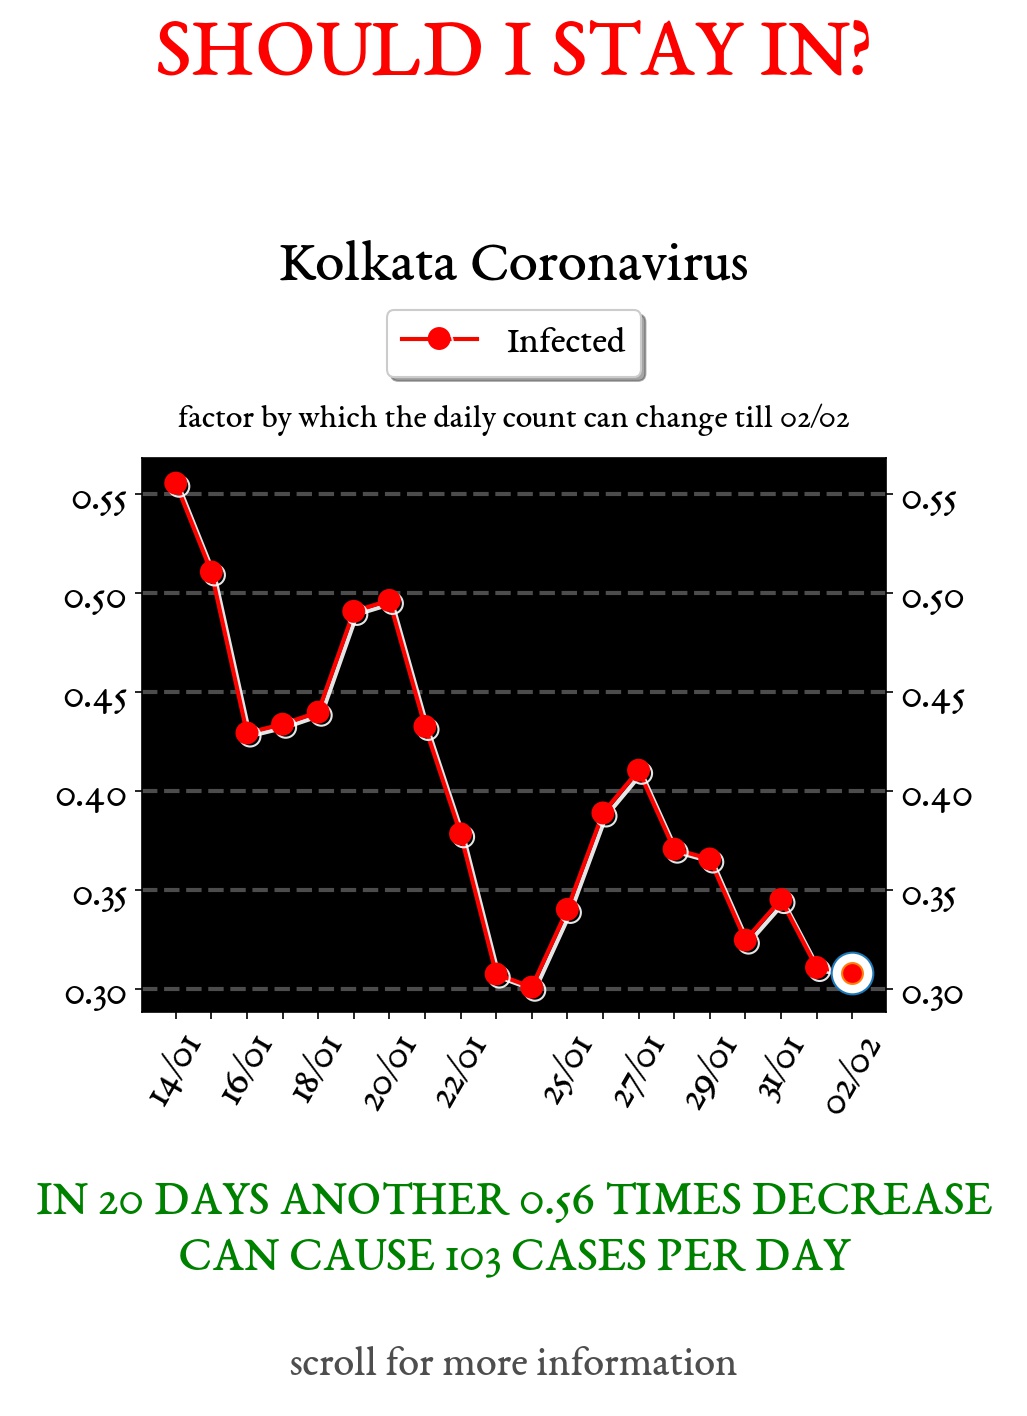 SHOULD I STAY IN?
Kolkata Coronavirus
Infected
factor by which the daily count can change till 02/02
0.55 0.55
0.50 0.50
0.45 0.45
0.40 0.40
0.35 0.35
0.30 0.30
14/01 16/01 18/01 20/01 22/01 25/01 27/01 29/01 31/01 02/02
IN 20 DAYS ANOTHER 0.56 TIMES DECREASE
CAN CAUSE 103 CASES PER DAY
scroll for more information